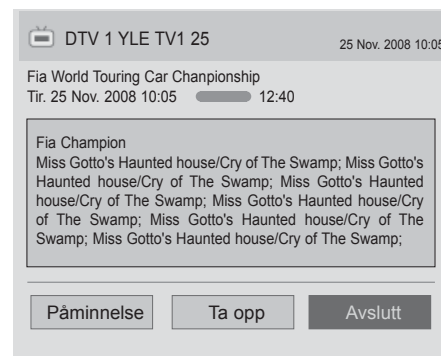 DTV 1 YLE TV1 25
25 Nov. 2008 10:05
Fia World Touring Car Chanpionship
Tir. 25 Nov. 2008 10:05 12:40
Fia Champion
Miss Gotto's Haunted house/Cry of The Swamp; Miss Gotto's
Haunted house/Cry of The Swamp; Miss Gotto's Haunted
house/Cry of The Swamp; Miss Gotto's Haunted house/Cry
of The Swamp; Miss Gotto's Haunted house/Cry of The
Swamp; Miss Gotto's Haunted house/Cry of The Swamp;
Påminnelse
Ta opp
Avslutt